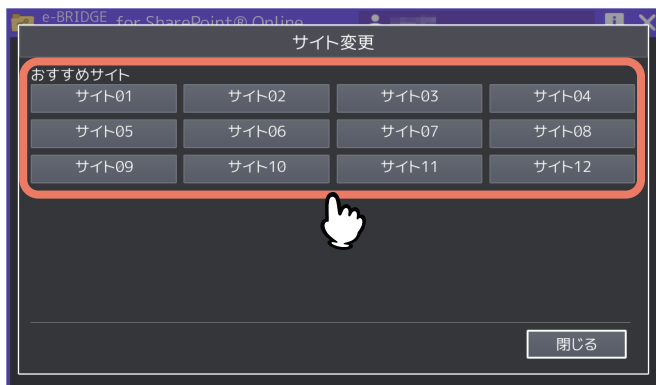 e-BRIDGE for SharePoint® Online
サイト変更
おすすめサイト
サイト01 サイト02 サイト03 サイト04
サイト05 サイト06 サイト07 サイト08
サイト09 サイト10 サイト11 サイト12
閉じる